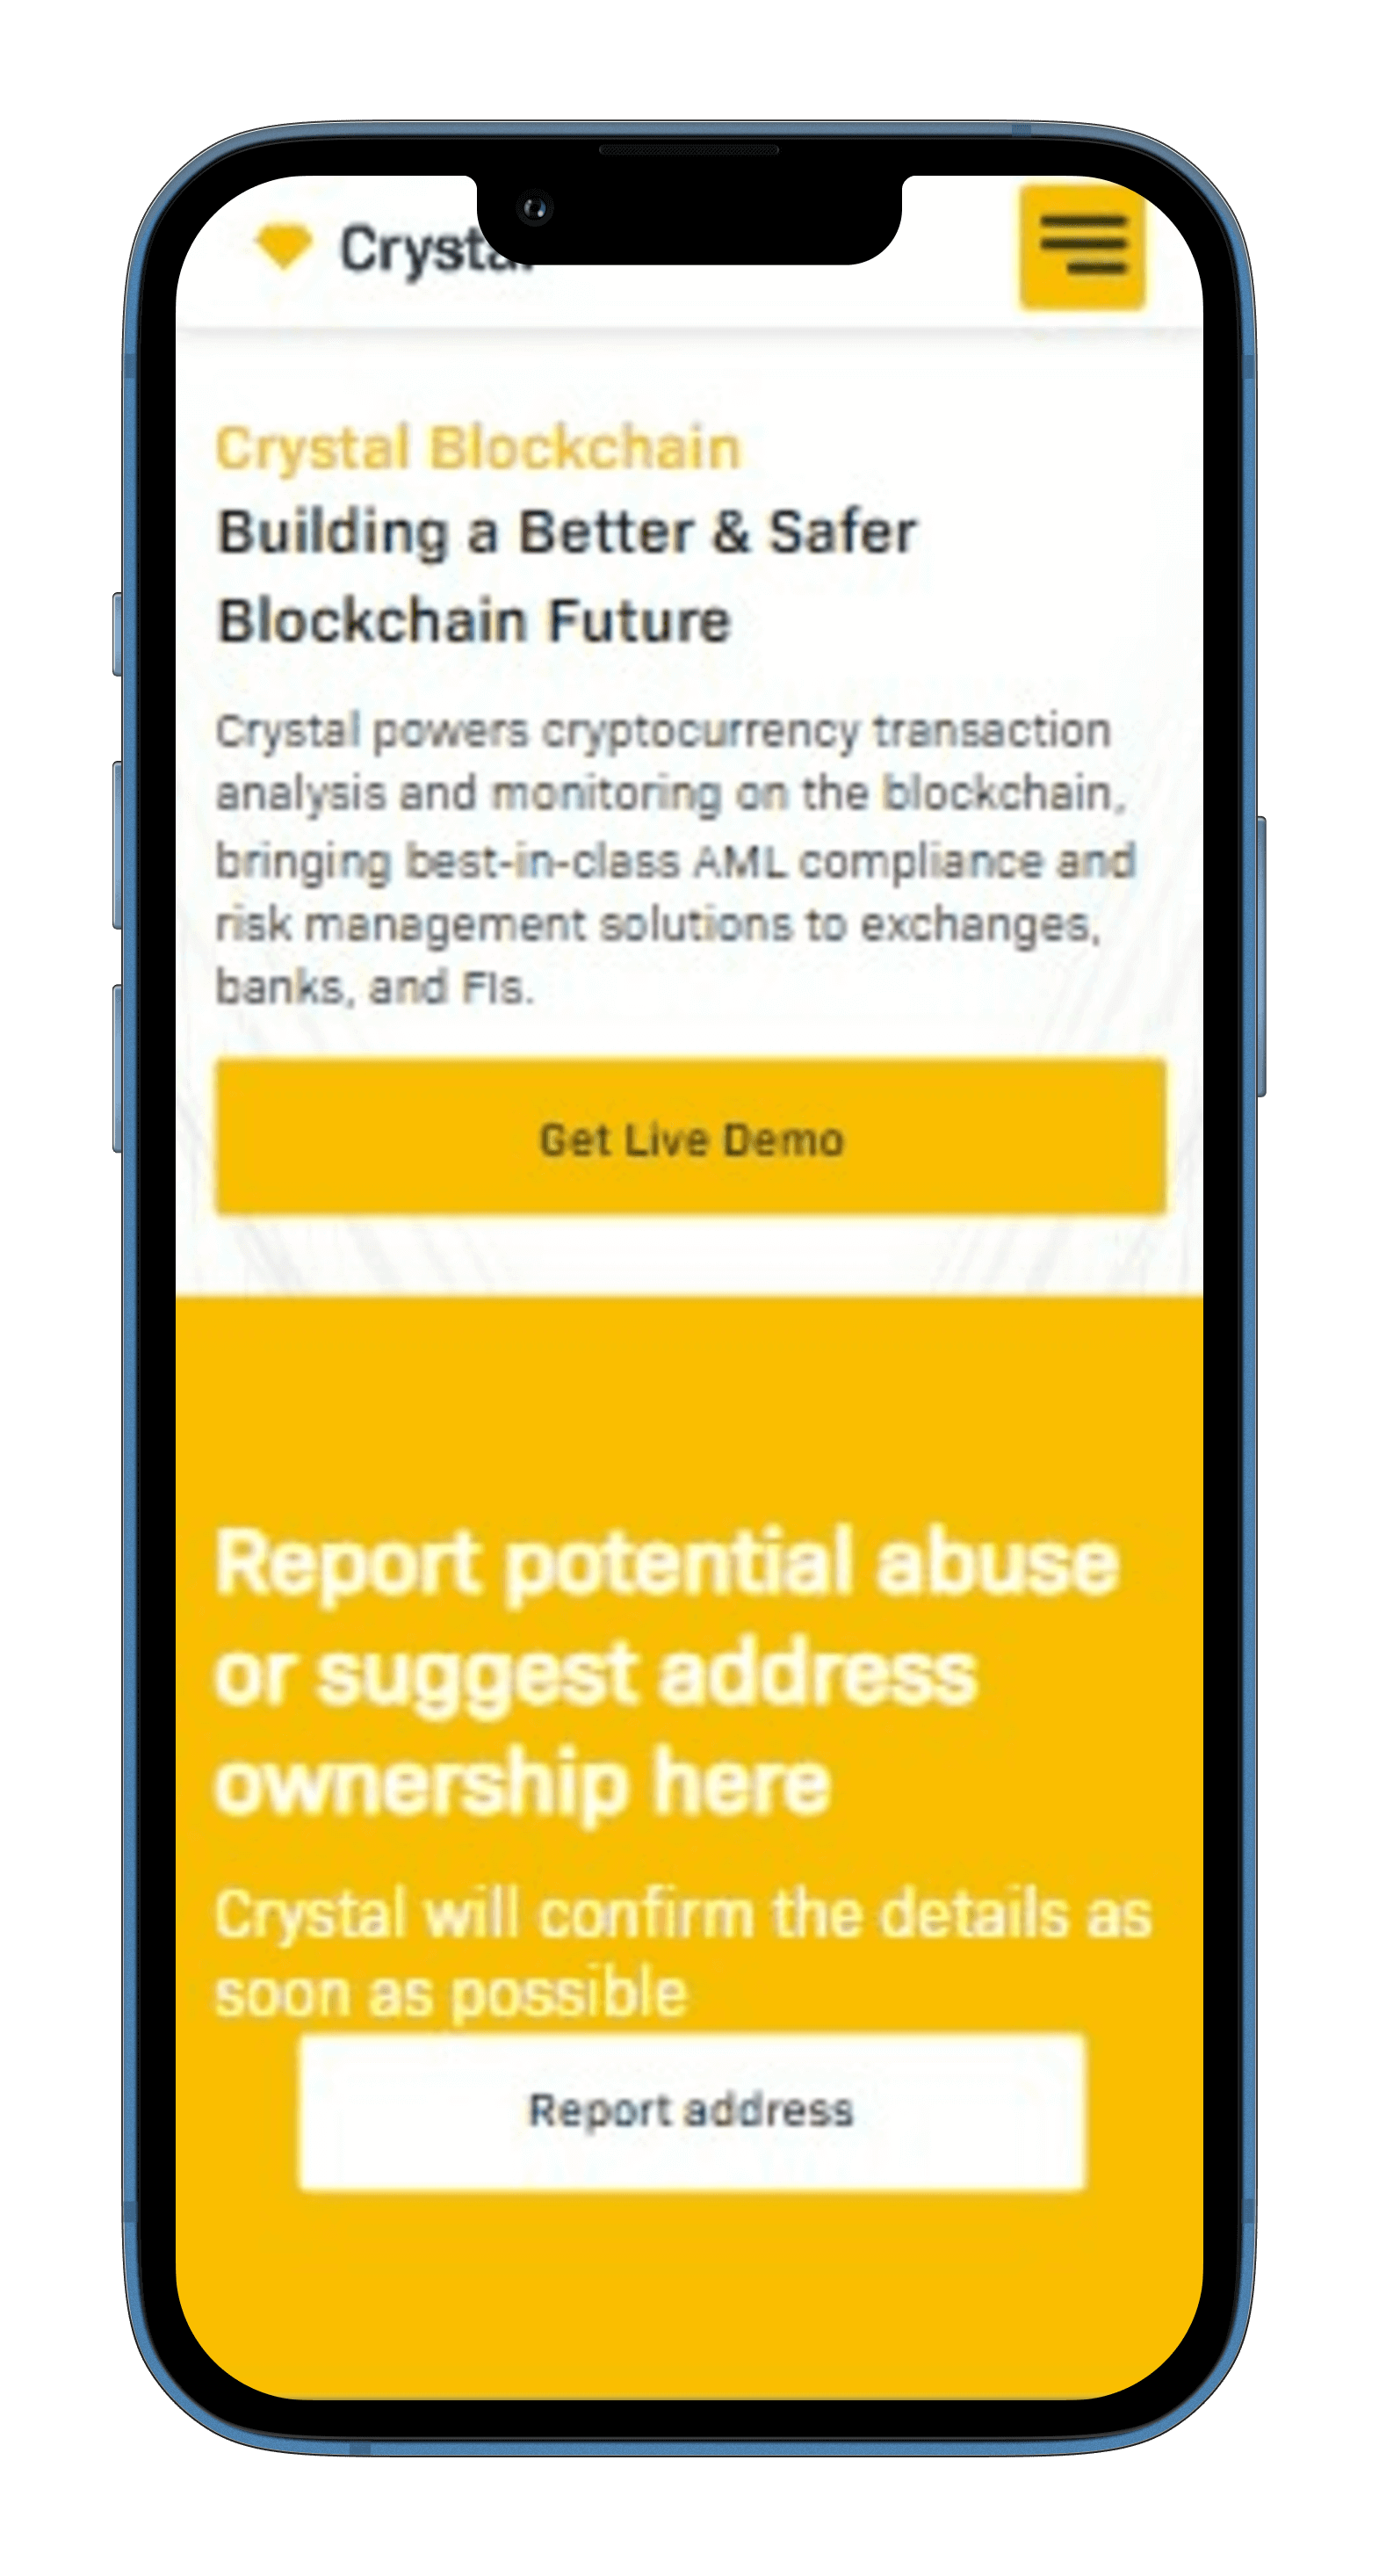 Crystal
Crystal Blockchain
Building a Better & Safer
Blockchain Future
Crystal powers cryptocurrency transaction
analysis and monitoring on the blockchain,
bringing best-in-class AML compliance and
risk management solutions to exchanges,
banks, and FIs.
Get Live Demo
Report potential abuse
or suggest address
ownership here
Crystal will confirm the details as
soon as possible
Report address